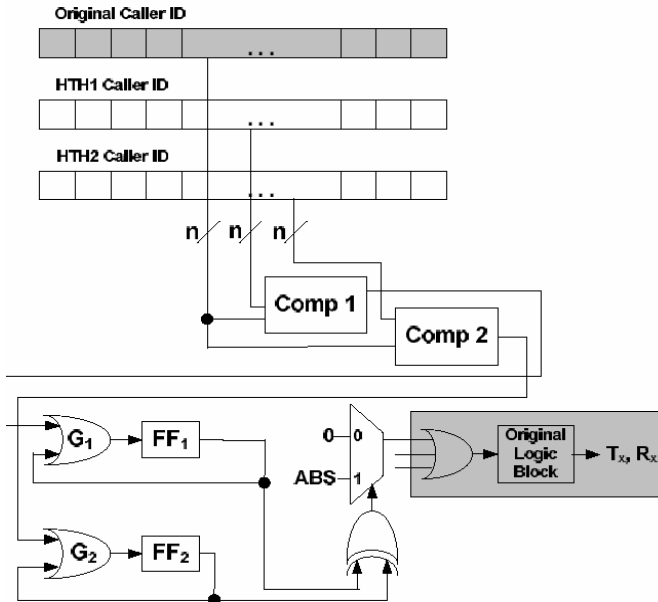 Original Caller ID
...
HTH1 Caller ID
...
HTH2 Caller ID
...
n n n
Comp 1
Comp 2
G₁ FF₁
0 0
ABS 1
Original
Logic
Block
Tₓ, Rₓ
G₂ FF₂